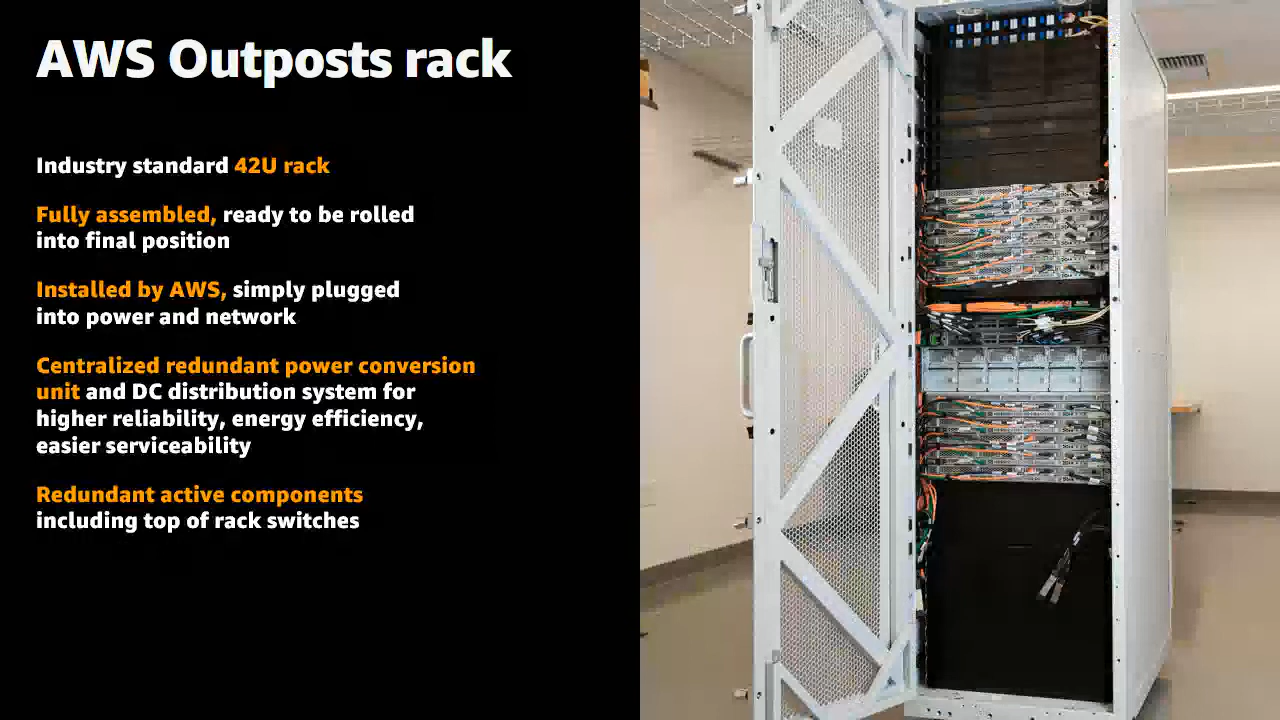 AWS Outposts rack
Industry standard 42U rack
Fully assembled, ready to be rolled
into final position
Installed by AWS, simply plugged
into power and network
Centralized redundant power conversion
unit and DC distribution system for
higher reliability, energy efficiency,
easier serviceability
Redundant active components
including top of rack switches